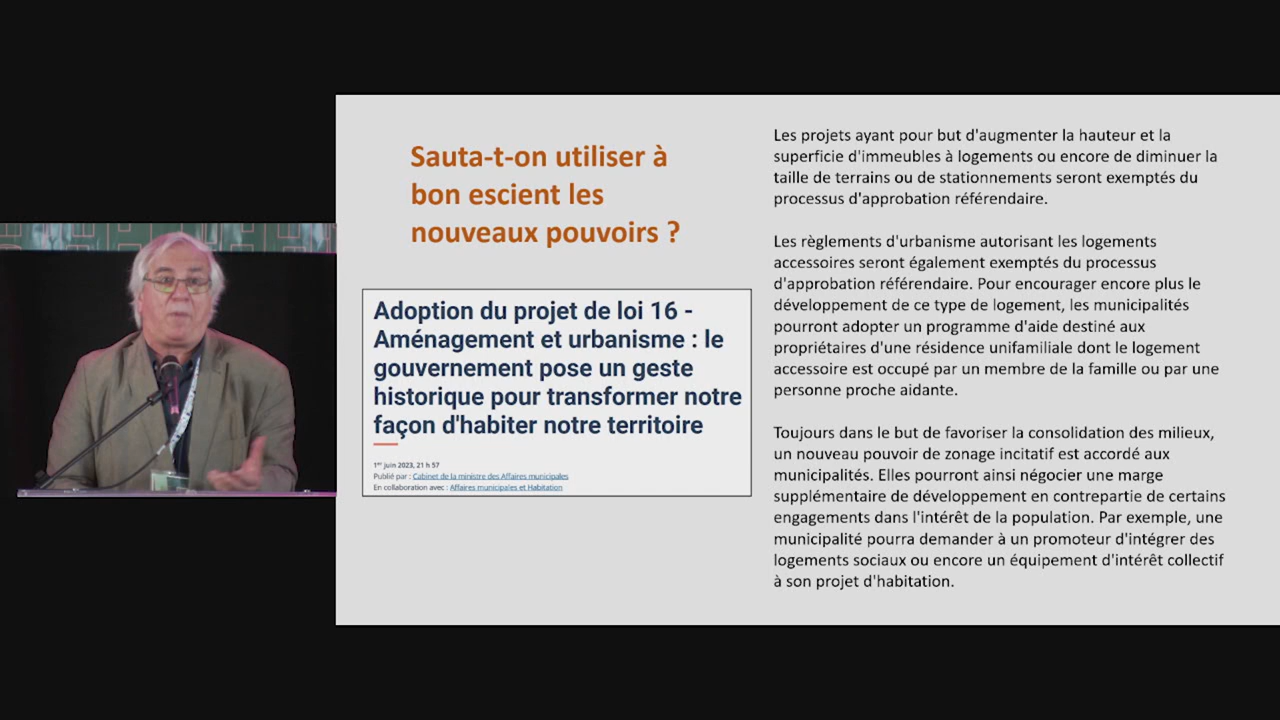 Sauta-t-on utiliser à
bon escient les
nouveaux pouvoirs ?
Adoption du projet de loi 16 -
Aménagement et urbanisme : le
gouvernement pose un geste
historique pour transformer notre
façon d'habiter notre territoire
1er juin 2023, 21 h 57
Publié par : Cabinet de la ministre des Affaires municipales
En collaboration avec : Affaires municipales et Habitation
Les projets ayant pour but d'augmenter la hauteur et la
superficie d'immeubles à logements ou encore de diminuer la
taille de terrains ou de stationnements seront exemptés du
processus d'approbation référendaire.
Les règlements d'urbanisme autorisant les logements
accessoires seront également exemptés du processus
d'approbation référendaire. Pour encourager encore plus le
développement de ce type de logement, les municipalités
pourront adopter un programme d'aide destiné aux
propriétaires d'une résidence unifamiliale dont le logement
accessoire est occupé par un membre de la famille ou par une
personne proche aidante.
Toujours dans le but de favoriser la consolidation des milieux,
un nouveau pouvoir de zonage incitatif est accordé aux
municipalités. Elles pourront ainsi négocier une marge
supplémentaire de développement en contrepartie de certains
engagements dans l'intérêt de la population. Par exemple, une
municipalité pourra demander à un promoteur d'intégrer des
logements sociaux ou encore un équipement d'intérêt collectif
à son projet d'habitation.